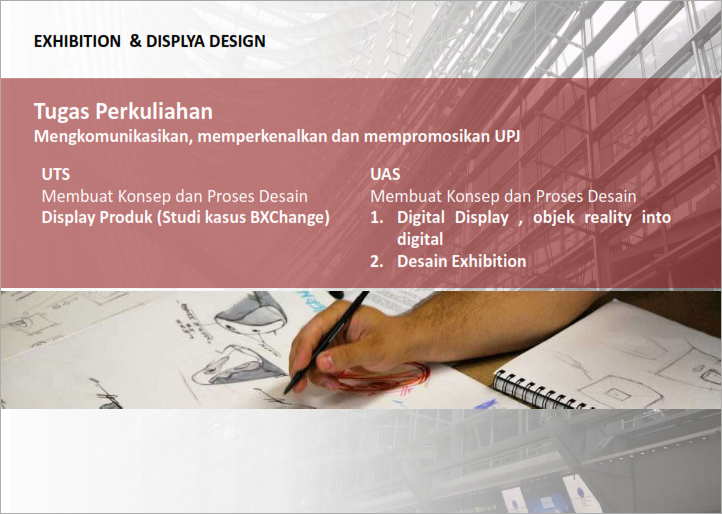 EXHIBITION & DISPLYA DESIGN
Tugas Perkuliahan
Mengkomunikasikan, memperkenalkan dan mempromosikan UPJ
UTS
Membuat Konsep dan Proses Desain
Display Produk (Studi kasus BXChange)
UAS
Membuat Konsep dan Proses Desain
1. Digital Display , objek reality into
digital
2. Desain Exhibition